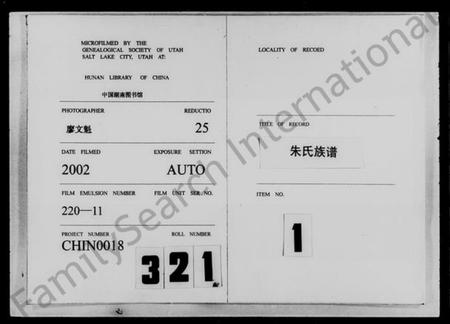 MICROFILMED BY THE
GENEALOGICAL SOCIETY OF UTAH
SALT LAKE CITY, UTAH AT:
HUNAN LIBRARY OF CHINA
中国湖南图书馆
PHOTOGRAPHER REDUCTIO
廖文魁 25
DATE FILMED EXPOSURE SETTION
2002 AUTO
FILM EMULSION NUMBER FILM UNIT SER. NO.
220—11
PROJECT NUMBER ROLL NUMBER
CHIN0018 321
LOCALITY OF RECOED
TITLE OF RECORD
朱氏族谱
ITEM NO.
1
FamilySearch International